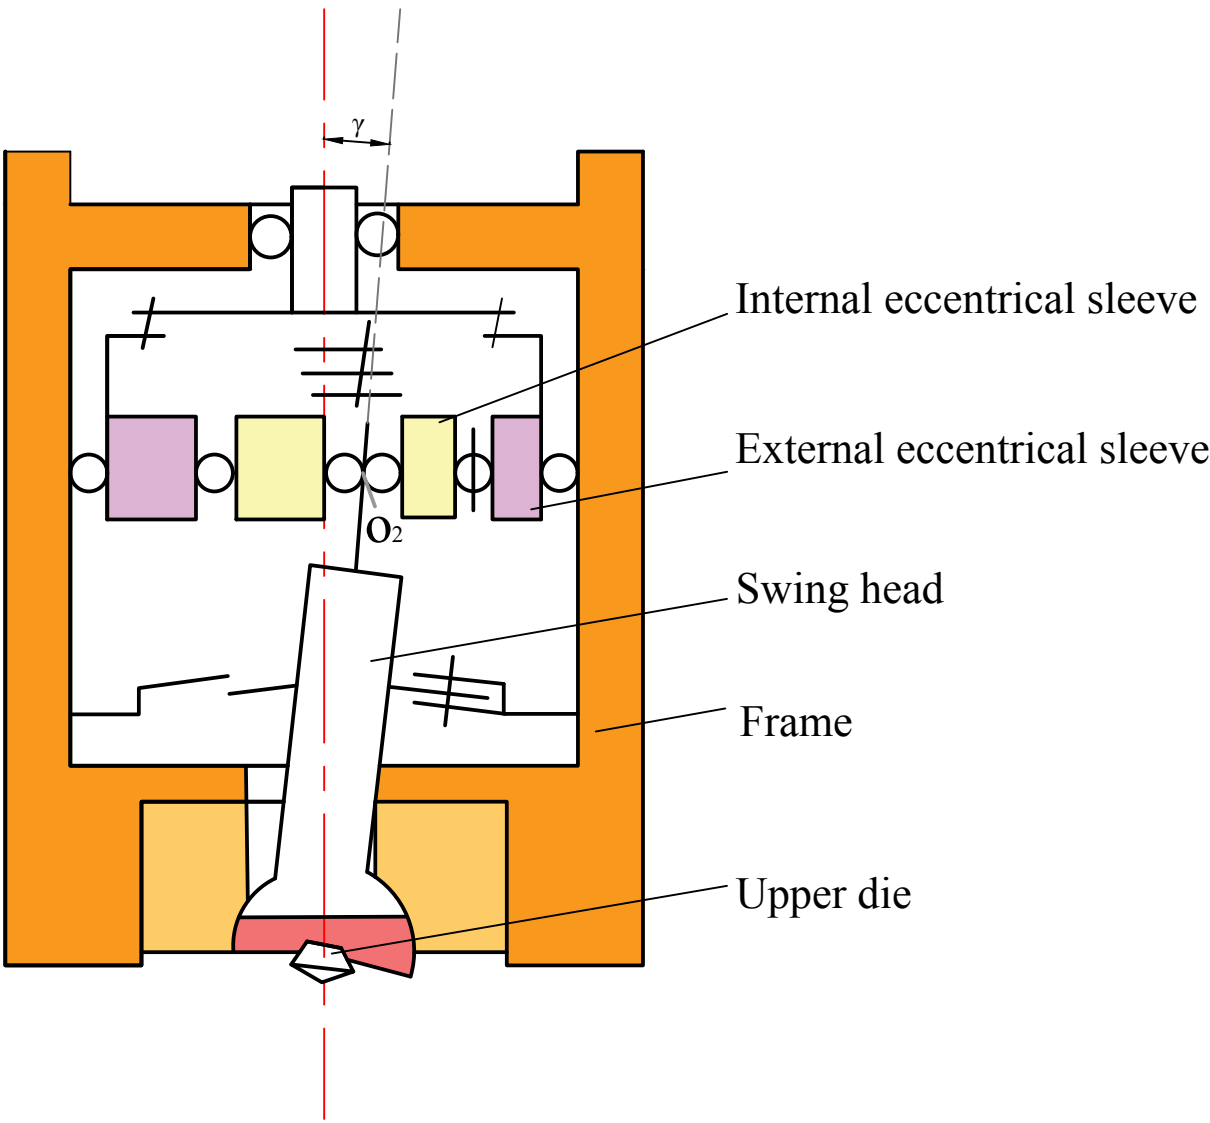 γ
Internal eccentrical sleeve
External eccentrical sleeve
O₂
Swing head
Frame
Upper die